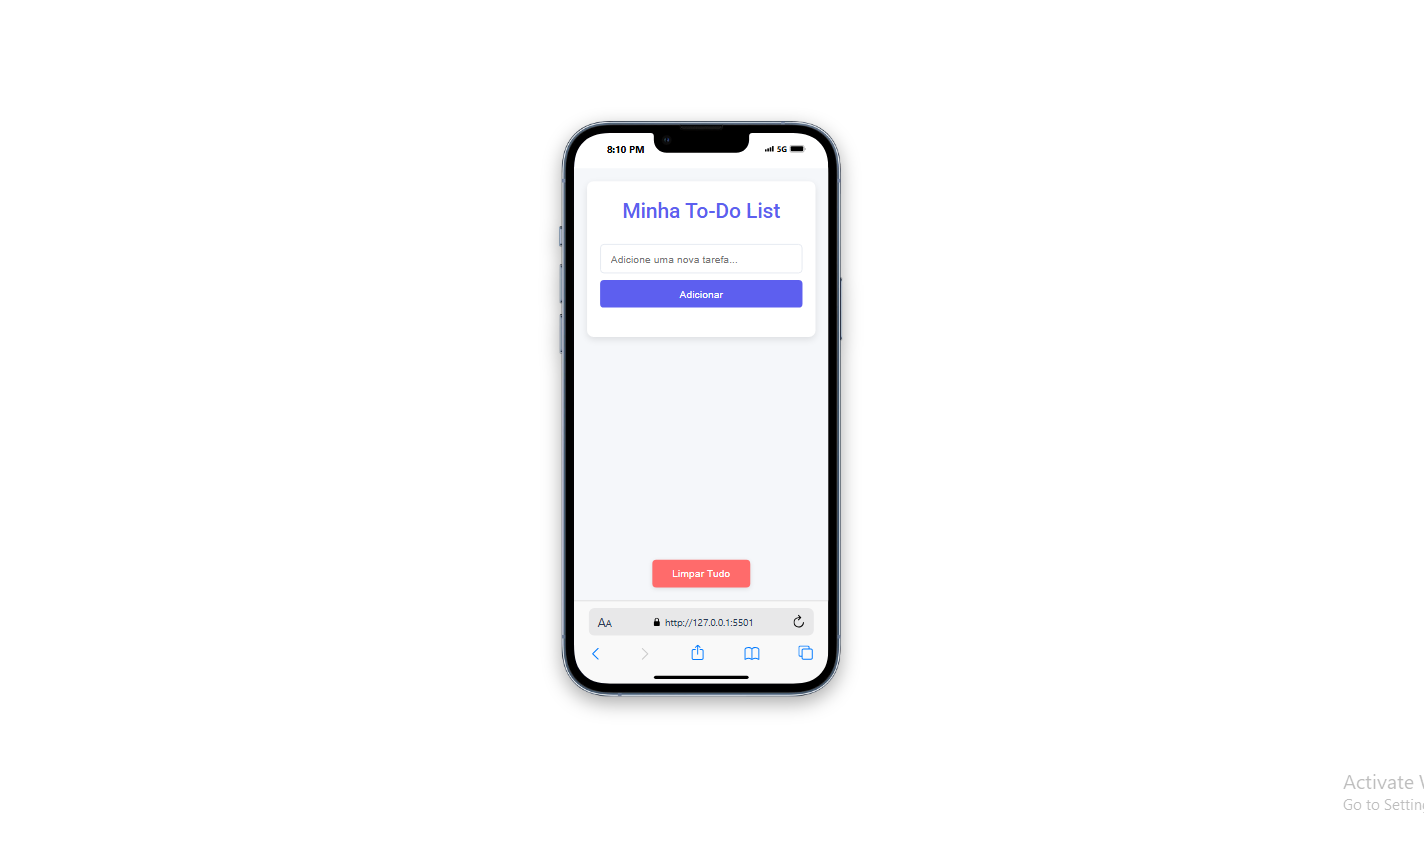 8:10 PM
5G
Minha To-Do List
Adicione uma nova tarefa...
Adicionar
Limpar Tudo
AA
http://127.0.0.1:5501
Activate
Go to Setting